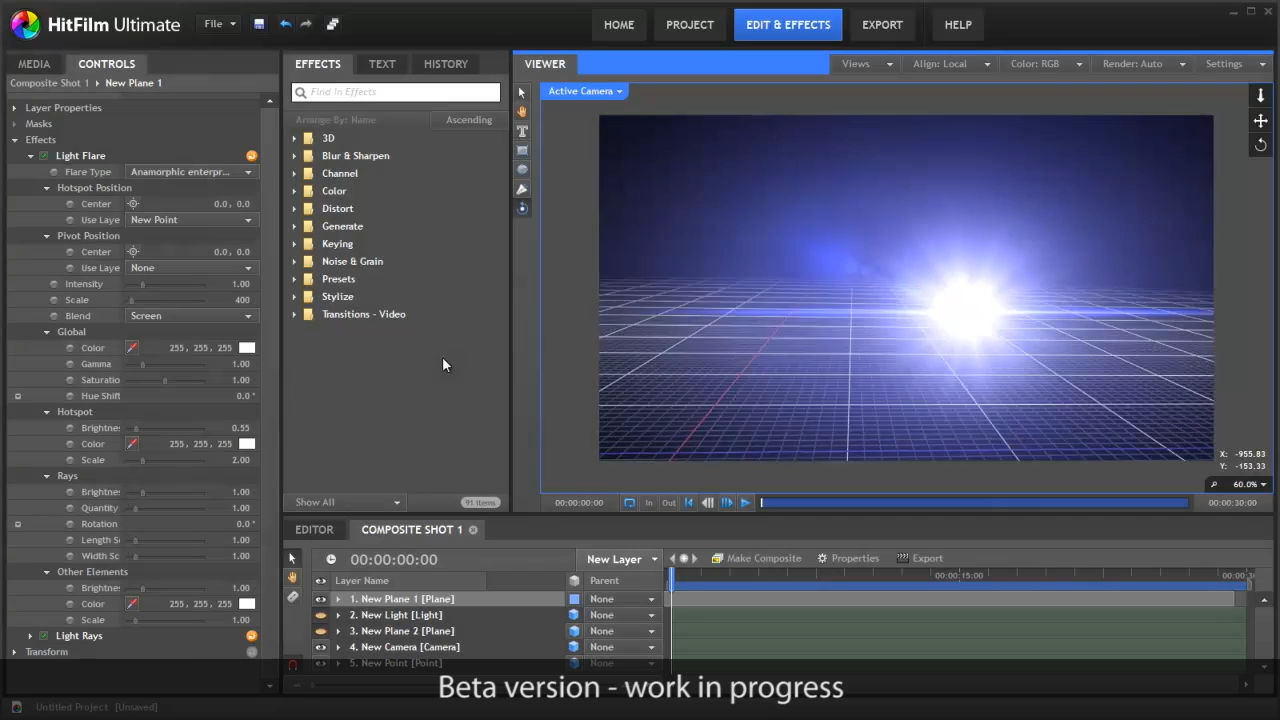 HitFilm Ultimate File HOME PROJECT EDIT & EFFECTS EXPORT HELP
MEDIA CONTROLS EFFECTS TEXT HISTORY VIEWER Views Align: Local Color: RGB Render: Auto Settings
Composite Shot 1 New Plane 1
Find in Effects
Active Camera
Layer Properties
Arrange By: Name Ascending
Masks
Effects
3D
Light Flare
Blur & Sharpen
Flare Type Anamorphic enterpr...
Channel
Hotspot Position
Color
Center 0.0, 0.0
Distort
Use Laye New Point
Generate
Pivot Position
Keying
Center 0.0, 0.0
Noise & Grain
Use Laye None
Presets
Intensity 1.00
Stylize
Scale 400
Transitions - Video
Blend Screen
Global
Color 255, 255, 255
Gamma 1.00
Saturatio 1.00
Hue Shift 0.0 °
Hotspot
Brightnes 0.55
Color 255, 255, 255
Scale 2.00
X: -955.83
Y: -153.33
Rays
60.0%
Brightnes 1.00
Show All 91 items
00:00:00:00 In Out 00:00:30:00
Quantity 1.00
Rotation 0.0 °
EDITOR COMPOSITE SHOT 1
Length Sc 1.00
Width Sc 1.00
00:00:00:00 New Layer Make Composite Properties Export
Other Elements
Layer Name Parent 00:00:15:00
Brightnes 1.00
1. New Plane 1 [Plane] None
Color 255, 255, 255
2. New Light [Light] None
Scale 1.00
3. New Plane 2 [Plane] None
Light Rays
4. New Camera [Camera] None
Transform
5. New Point [Point] None
Beta version - work in progress
Untitled Project [Unsaved]